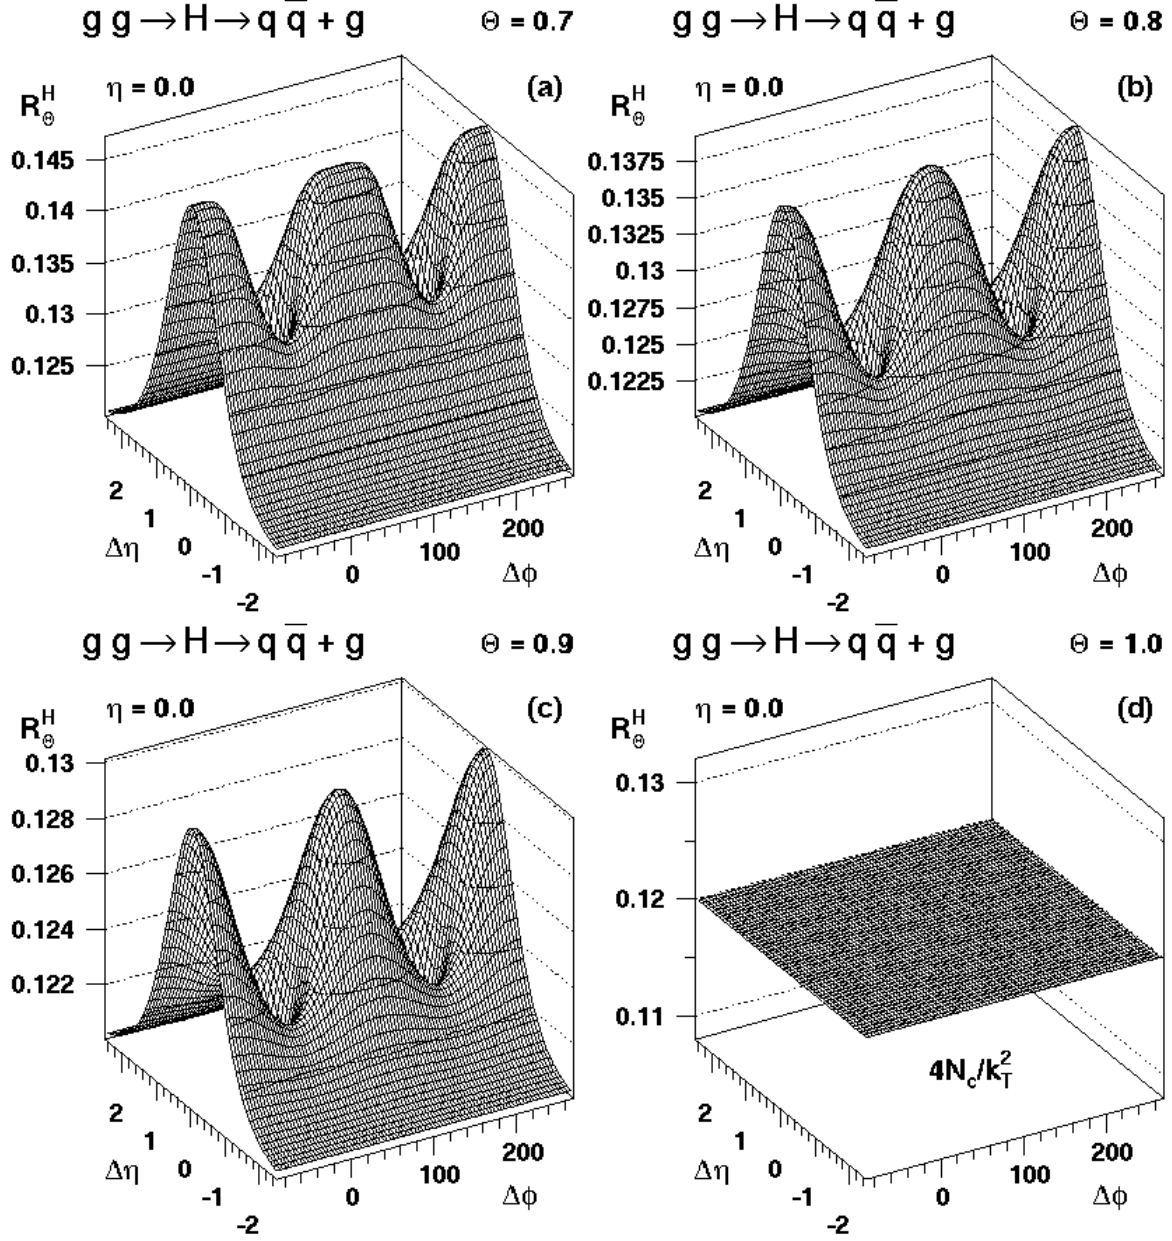 g g → H → q q̅ + g Θ = 0.7
η = 0.0 (a)
R_Θ^H
0.145
0.14
0.135
0.13
0.125
2
1
0
-1
-2
Δη
0
100
200
Δϕ
g g → H → q q̅ + g Θ = 0.8
η = 0.0 (b)
R_Θ^H
0.1375
0.135
0.1325
0.13
0.1275
0.125
0.1225
2
1
0
-1
-2
Δη
0
100
200
Δϕ
g g → H → q q̅ + g Θ = 0.9
η = 0.0 (c)
R_Θ^H
0.13
0.128
0.126
0.124
0.122
2
1
0
-1
-2
Δη
0
100
200
Δϕ
g g → H → q q̅ + g Θ = 1.0
η = 0.0 (d)
R_Θ^H
0.13
0.12
0.11
4N_c/k_T^2
2
1
0
-1
-2
Δη
0
100
200
Δϕ